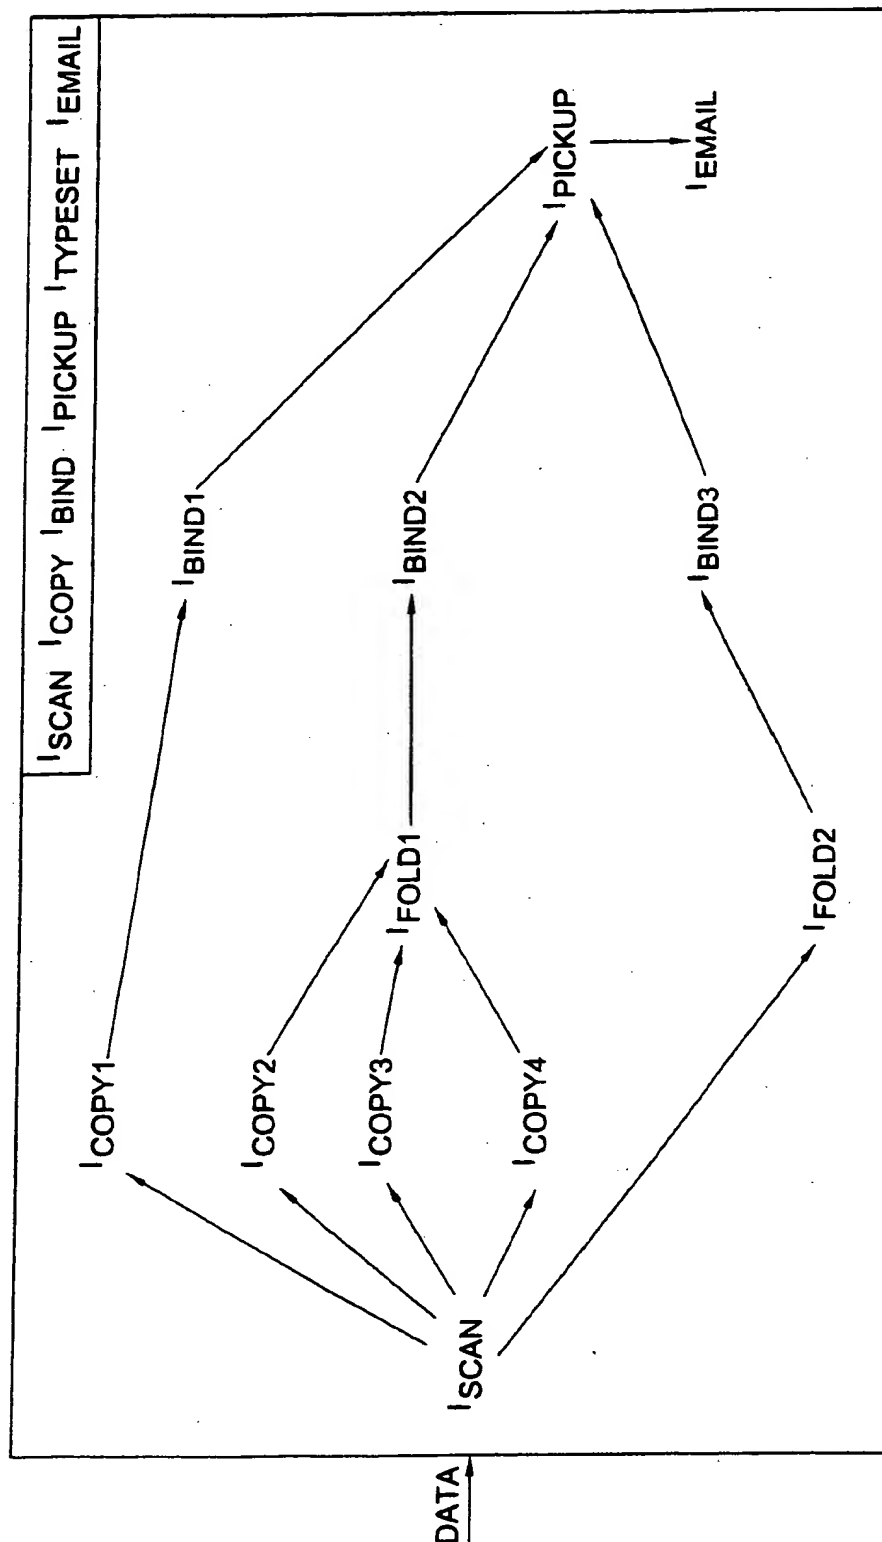 ISCAN ICOPY IBIND IPICKUP ITYPESET IEMAIL
DATA
ISCAN
ICOPY1
ICOPY2
ICOPY3
ICOPY4
IFOLD1
IFOLD2
IBIND1
IBIND2
IBIND3
IPICKUP
IEMAIL